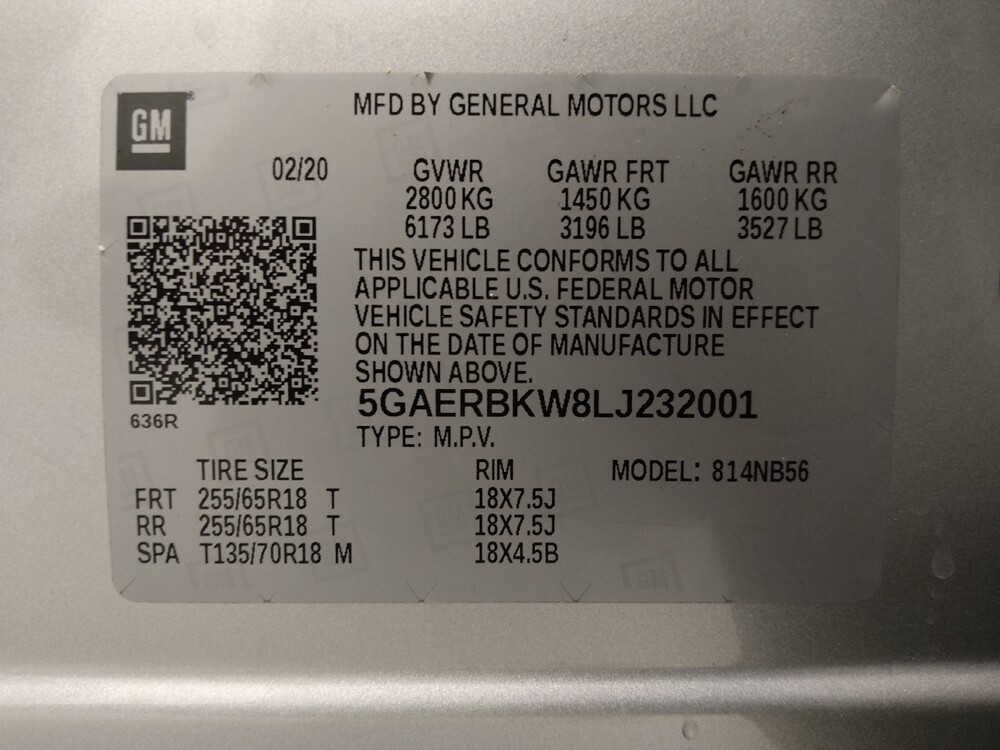 GM
MFD BY GENERAL MOTORS LLC
02/20 GVWR GAWR FRT GAWR RR
2800 KG 1450 KG 1600 KG
6173 LB 3196 LB 3527 LB
THIS VEHICLE CONFORMS TO ALL
APPLICABLE U.S. FEDERAL MOTOR
VEHICLE SAFETY STANDARDS IN EFFECT
ON THE DATE OF MANUFACTURE
SHOWN ABOVE.
5GAERBKW8LJ232001
636R
TYPE: M.P.V.
TIRE SIZE RIM MODEL: 814NB56
FRT 255/65R18 T 18X7.5J
RR 255/65R18 T 18X7.5J
SPA T135/70R18 M 18X4.5B
GM